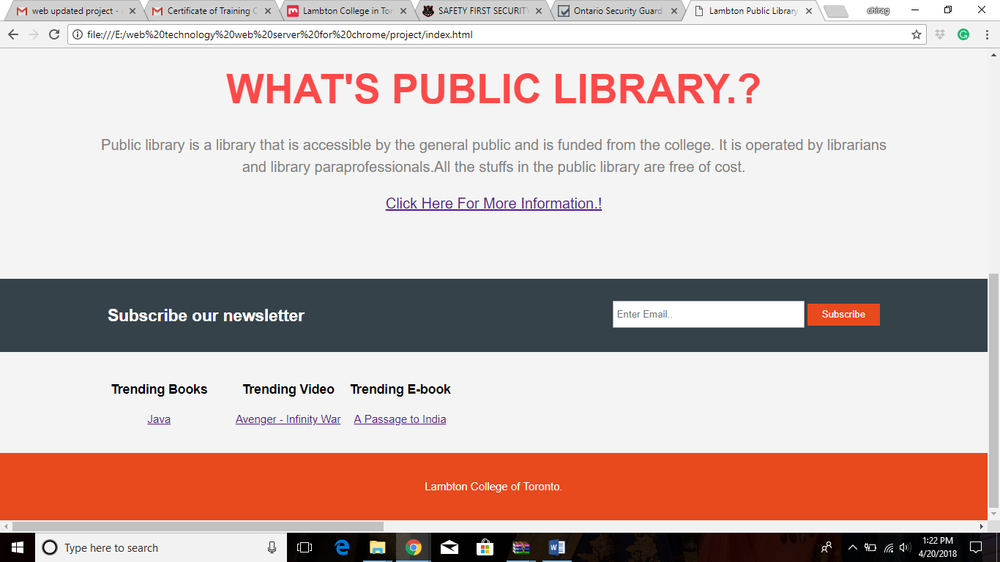 web updated project -
Certificate of Training C
Lambton College in Tor
SAFETY FIRST SECURITY
Ontario Security Guard
Lambton Public Library
chirag
file:///E:/web%20technology%20web%20server%20for%20chrome/project/index.html
WHAT'S PUBLIC LIBRARY.?
Public library is a library that is accessible by the general public and is funded from the college. It is operated by librarians
and library paraprofessionals.All the stuffs in the public library are free of cost.
Click Here For More Information.!
Subscribe our newsletter
Enter Email..
Subscribe
Trending Books
Trending Video
Trending E-book
Java
Avenger - Infinity War
A Passage to India
Lambton College of Toronto.
Type here to search
1:22 PM
4/20/2018